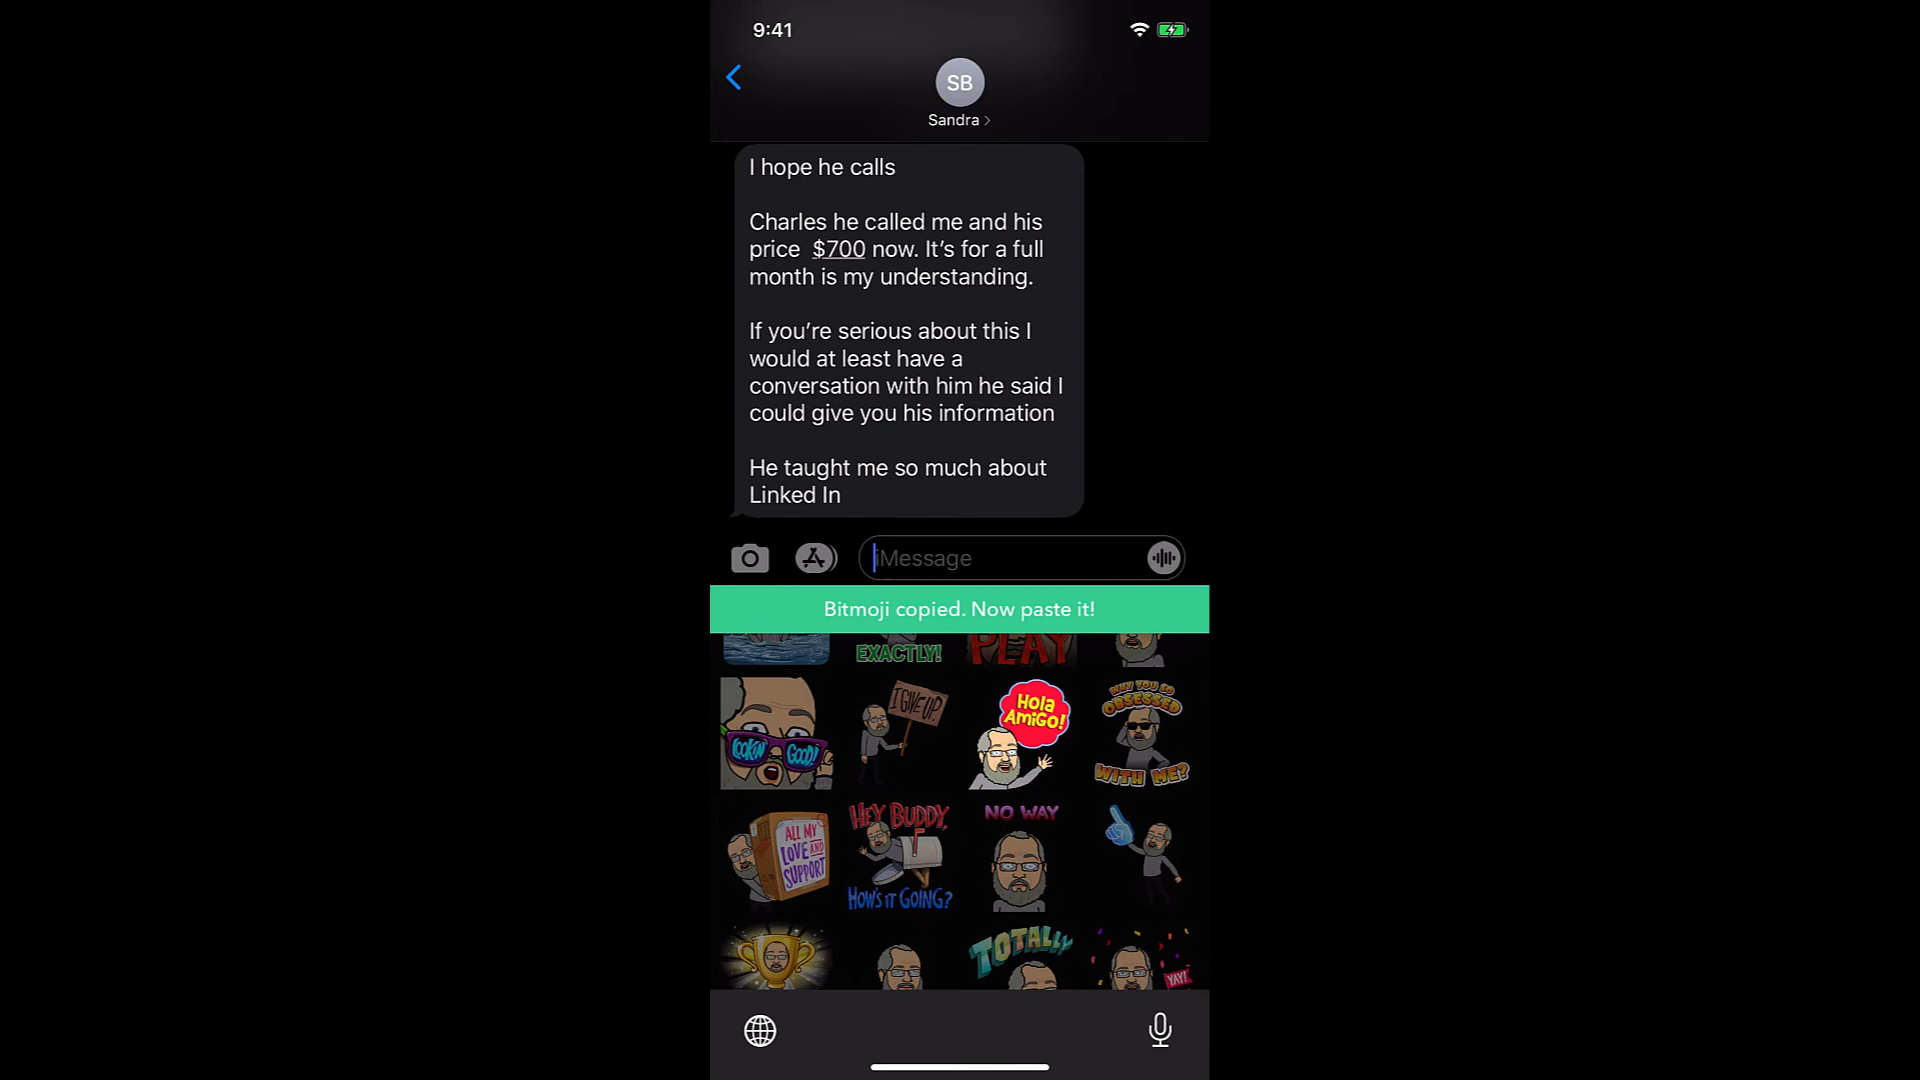 9:41
SB
Sandra
I hope he calls
Charles he called me and his
price $700 now. It’s for a full
month is my understanding.
If you’re serious about this I
would at least have a
conversation with him he said I
could give you his information
He taught me so much about
Linked In
iMessage
Bitmoji copied. Now paste it!
EXACTLY!
PLAY
LOOKIN' GOOD!
I GIVE UP.
HOLA
AMiGO!
WHY YOU SO
OBSESSED
WITH ME?
ALL MY
LOVE AND
SUPPORT
HEY BUDDY,
HOW'S IT GOING?
NO WAY
TOTALLY
YAY!